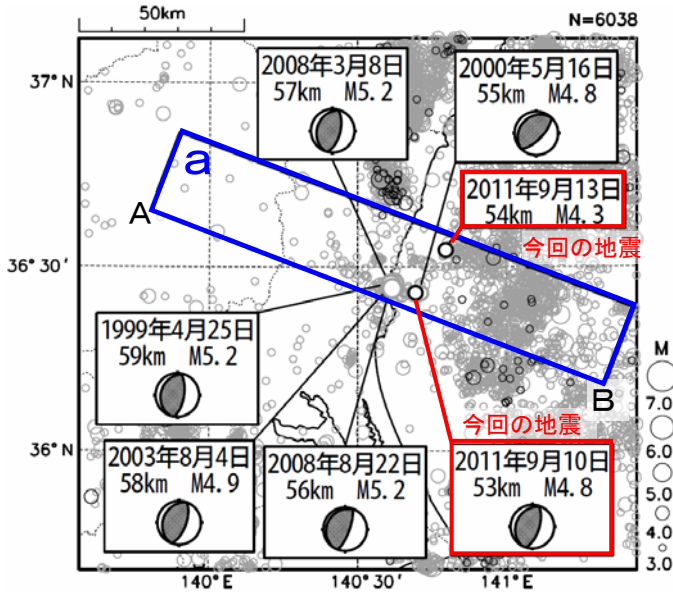 50km
N=6038
37°N
36°30′
36°N
140°E
140°30′
141°E
2008年3月8日
57km M5.2
2000年5月16日
55km M4.8
2011年9月13日
54km M4.3
今回の地震
a
A
B
1999年4月25日
59km M5.2
2003年8月4日
58km M4.9
2008年8月22日
56km M5.2
今回の地震
2011年9月10日
53km M4.8
M
7.0
6.0
5.0
4.0
3.0